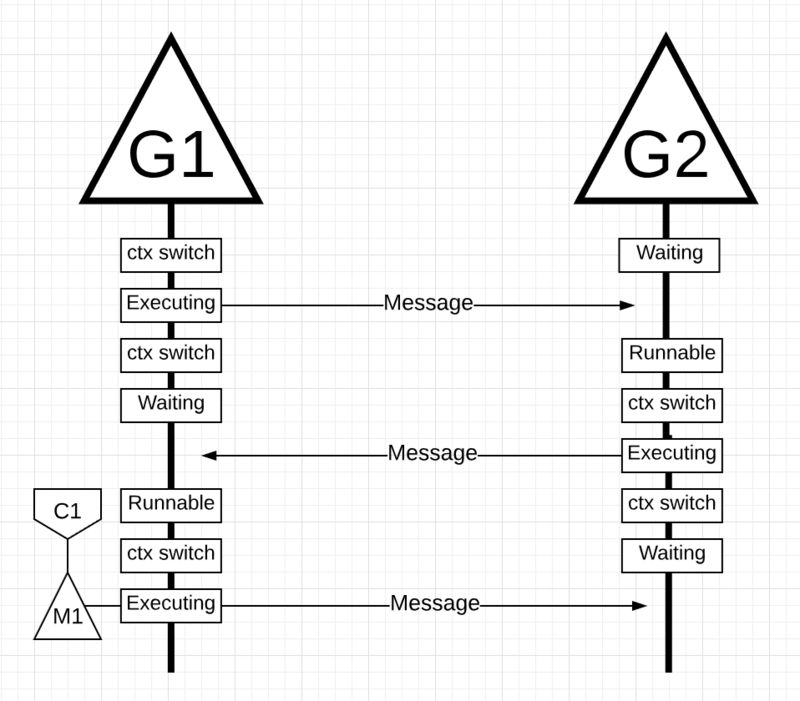 G1
G2
ctx switch
Waiting
Executing
Message
ctx switch
Runnable
Waiting
ctx switch
Message
Executing
C1
Runnable
ctx switch
ctx switch
Waiting
M1
Executing
Message